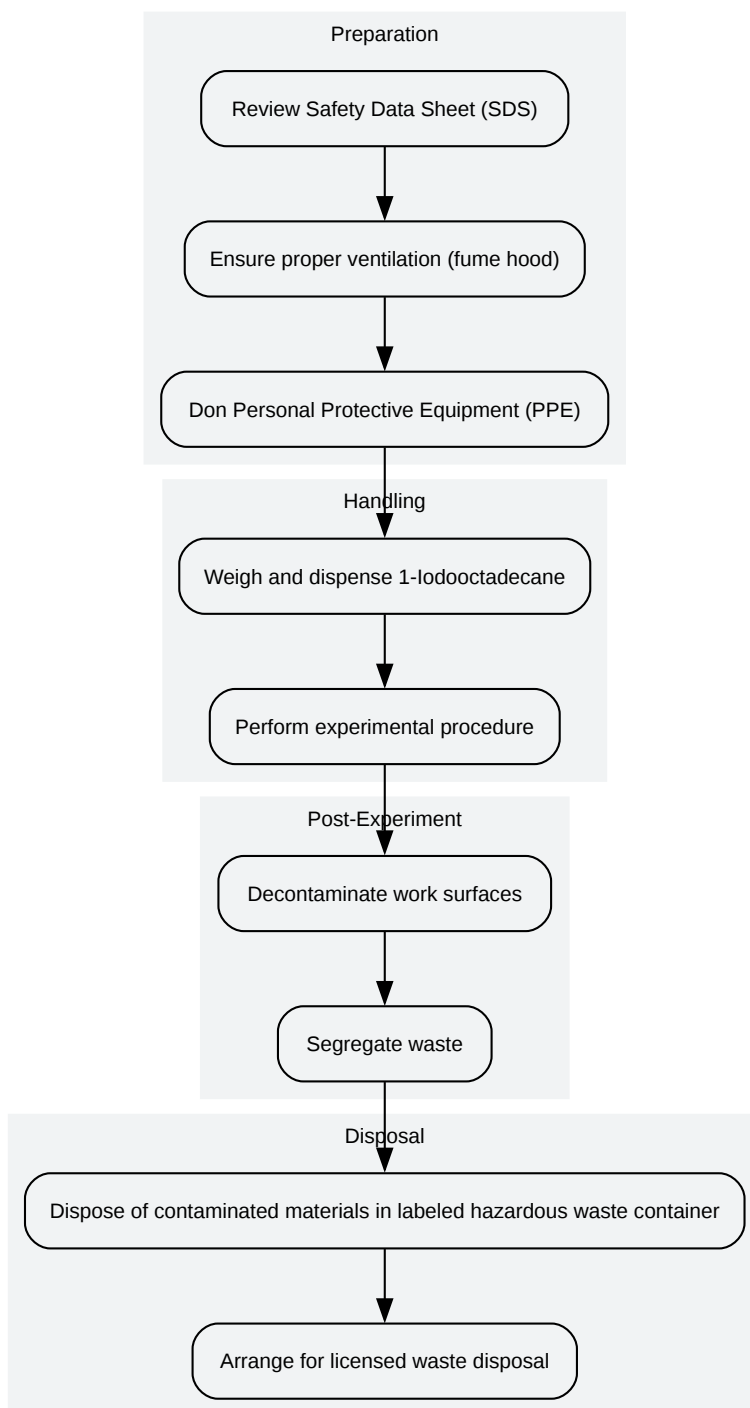 Preparation
Review Safety Data Sheet (SDS)
Ensure proper ventilation (fume hood)
Don Personal Protective Equipment (PPE)
Handling
Weigh and dispense 1-Iodooctadecane
Perform experimental procedure
Post-Experiment
Decontaminate work surfaces
Segregate waste
Disposal
Dispose of contaminated materials in labeled hazardous waste container
Arrange for licensed waste disposal